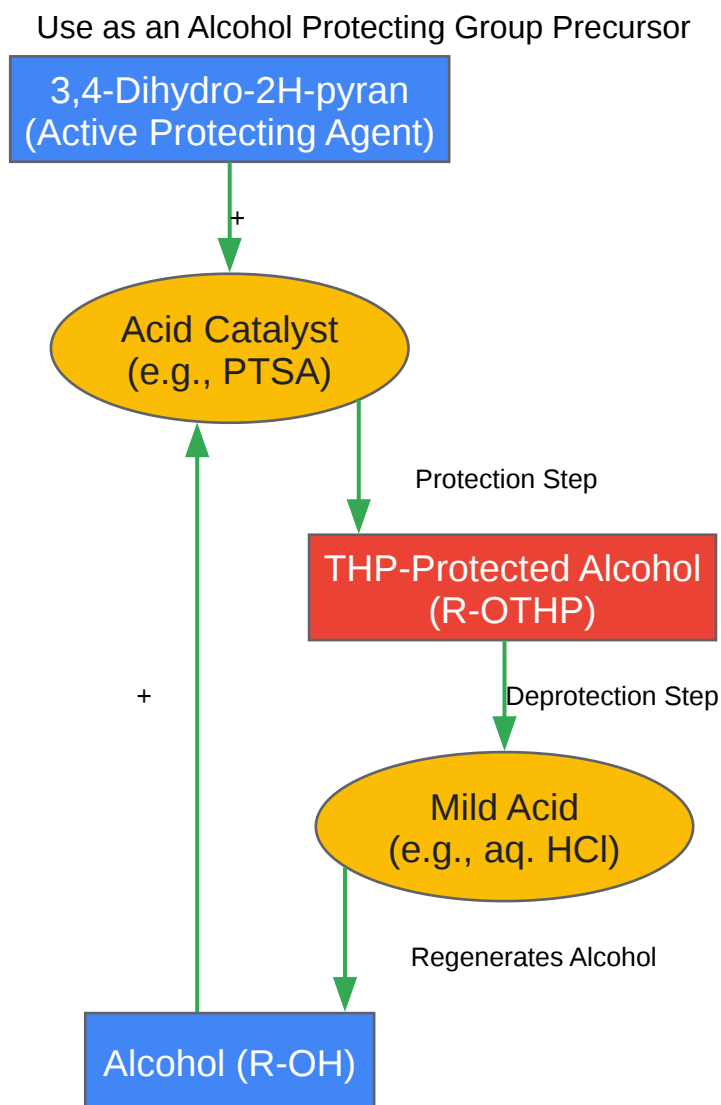 Use as an Alcohol Protecting Group Precursor
3,4-Dihydro-2H-pyran
(Active Protecting Agent)
+
Acid Catalyst
(e.g., PTSA)
Protection Step
THP-Protected Alcohol
(R-OTHP)
+
Deprotection Step
Mild Acid
(e.g., aq. HCl)
Regenerates Alcohol
Alcohol (R-OH)